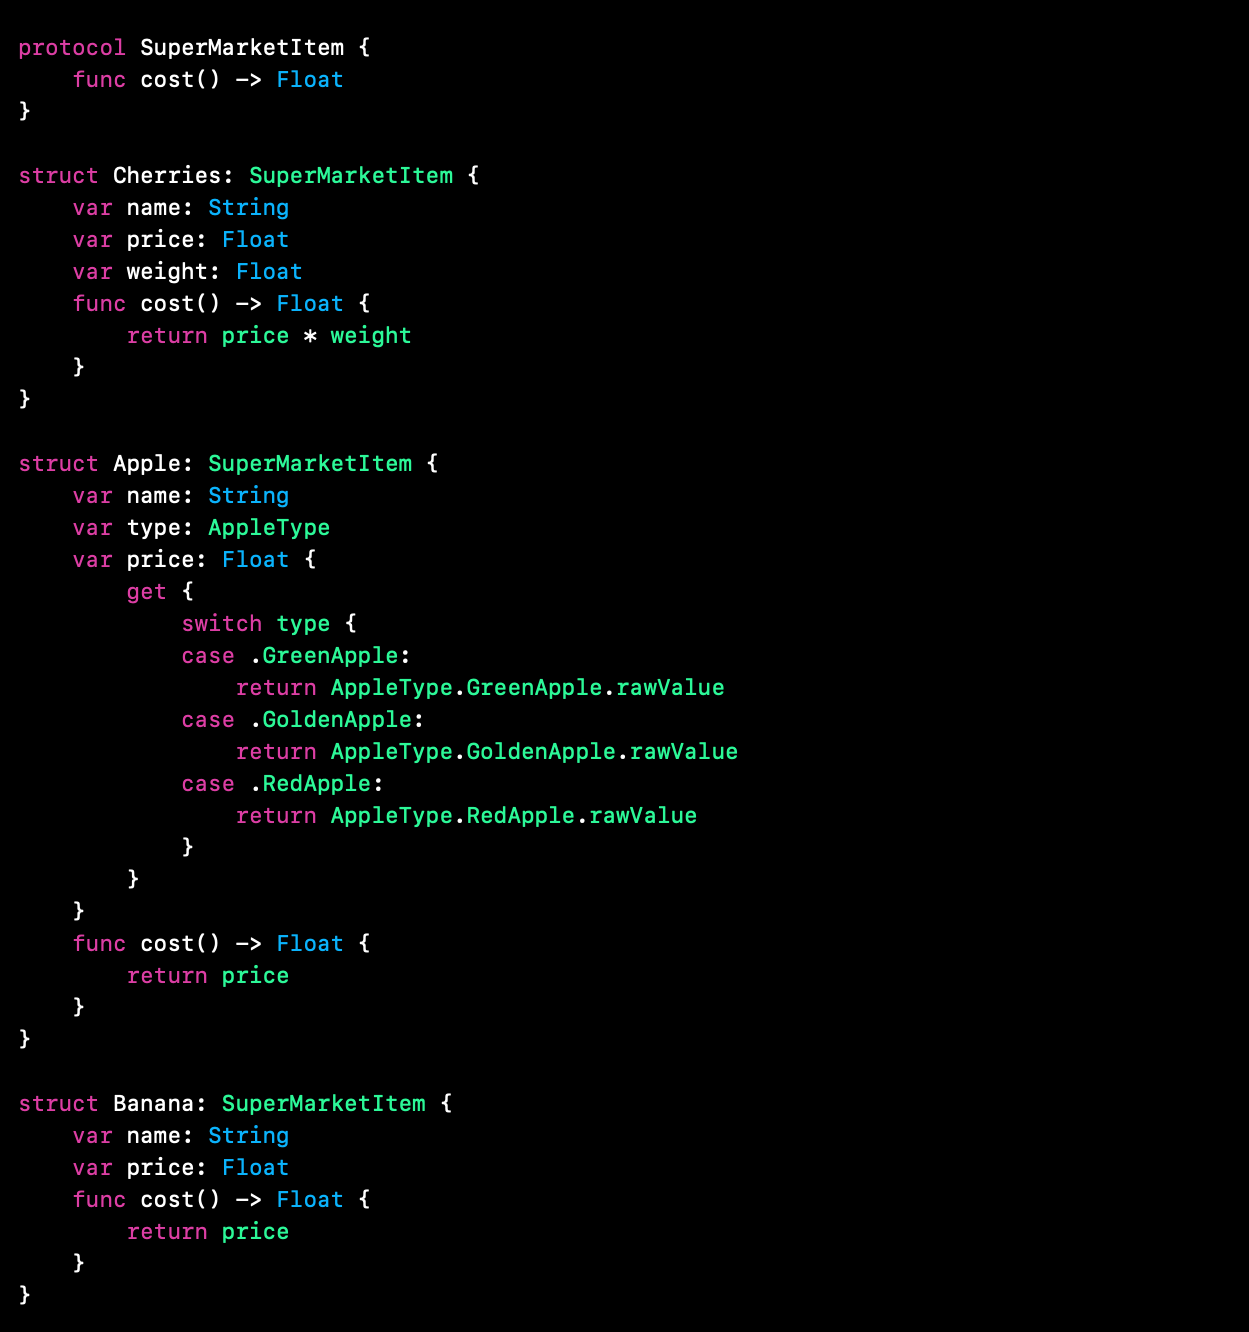 protocol SuperMarketItem {
    func cost() -> Float
}

struct Cherries: SuperMarketItem {
    var name: String
    var price: Float
    var weight: Float
    func cost() -> Float {
        return price * weight
    }
}

struct Apple: SuperMarketItem {
    var name: String
    var type: AppleType
    var price: Float {
        get {
            switch type {
            case .GreenApple:
                return AppleType.GreenApple.rawValue
            case .GoldenApple:
                return AppleType.GoldenApple.rawValue
            case .RedApple:
                return AppleType.RedApple.rawValue
            }
        }
    }
    func cost() -> Float {
        return price
    }
}

struct Banana: SuperMarketItem {
    var name: String
    var price: Float
    func cost() -> Float {
        return price
    }
}